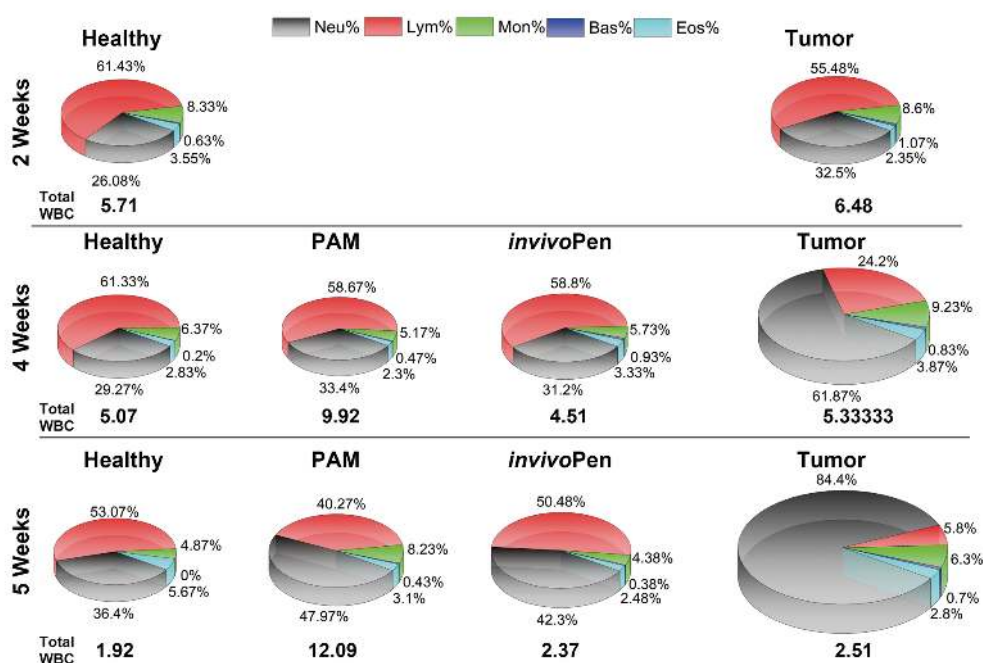 Neu% Lym% Mon% Bas% Eos%
Healthy Tumor
2 Weeks
61.43% 55.48%
8.33% 8.6%
0.63% 1.07%
3.55% 2.35%
26.08% 32.5%
Total WBC 5.71 6.48
Healthy PAM invivoPen Tumor
4 Weeks
61.33% 58.67% 58.8% 24.2%
6.37% 5.17% 5.73% 9.23%
0.2% 0.47% 0.93% 0.83%
2.83% 2.3% 3.33% 3.87%
29.27% 33.4% 31.2% 61.87%
Total WBC 5.07 9.92 4.51 5.33333
Healthy PAM invivoPen Tumor
5 Weeks
53.07% 40.27% 50.48% 84.4%
4.87% 8.23% 4.38% 5.8%
6.3%
0% 0.43% 0.38% 0.7%
5.67% 3.1% 2.48% 2.8%
36.4% 47.97% 42.3%
Total WBC 1.92 12.09 2.37 2.51